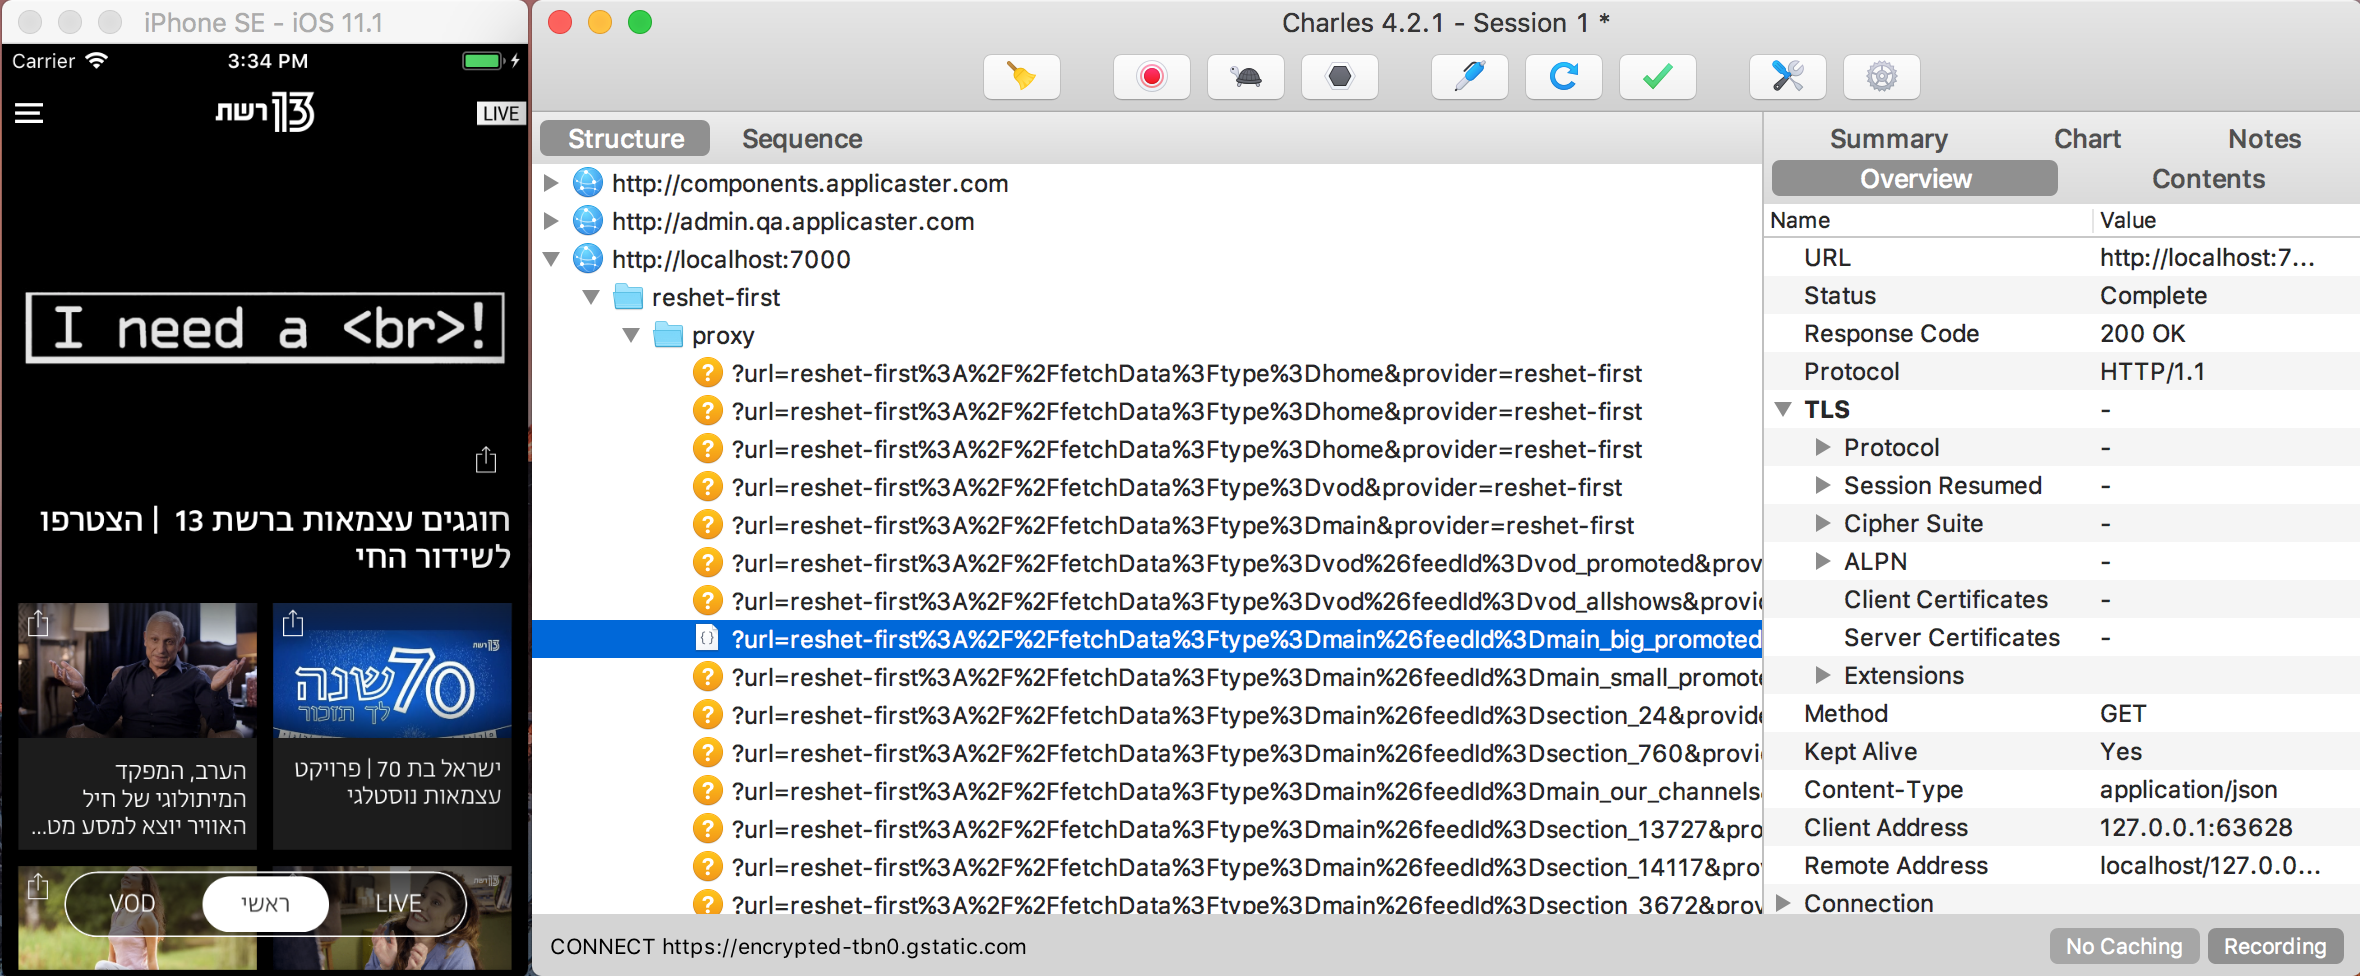 iPhone SE - iOS 11.1
Carrier
3:34 PM
רשת 13
LIVE
I need a <br>!
חוגגים עצמאות ברשת 13 | הצטרפו
לשידור החי
רשת 13
70 שנה
לך תזכור
הערב, המפקד
המיתולוגי של חיל
האוויר יוצא למסע מט...
ישראל בת 70 | פרויקט
עצמאות נוסטלגי
רשת 13
VOD
ראשי
LIVE
Charles 4.2.1 - Session 1 *
Structure
Sequence
http://components.applicaster.com
http://admin.qa.applicaster.com
http://localhost:7000
reshet-first
proxy
?url=reshet-first%3A%2F%2FfetchData%3Ftype%3Dhome&provider=reshet-first
?url=reshet-first%3A%2F%2FfetchData%3Ftype%3Dhome&provider=reshet-first
?url=reshet-first%3A%2F%2FfetchData%3Ftype%3Dhome&provider=reshet-first
?url=reshet-first%3A%2F%2FfetchData%3Ftype%3Dvod&provider=reshet-first
?url=reshet-first%3A%2F%2FfetchData%3Ftype%3Dmain&provider=reshet-first
?url=reshet-first%3A%2F%2FfetchData%3Ftype%3Dvod%26feedId%3Dvod_promoted&prov
?url=reshet-first%3A%2F%2FfetchData%3Ftype%3Dvod%26feedId%3Dvod_allshows&provi
{} ?url=reshet-first%3A%2F%2FfetchData%3Ftype%3Dmain%26feedId%3Dmain_big_promoted
?url=reshet-first%3A%2F%2FfetchData%3Ftype%3Dmain%26feedId%3Dmain_small_promot
?url=reshet-first%3A%2F%2FfetchData%3Ftype%3Dmain%26feedId%3Dsection_24&provid
?url=reshet-first%3A%2F%2FfetchData%3Ftype%3Dmain%26feedId%3Dsection_760&provi
?url=reshet-first%3A%2F%2FfetchData%3Ftype%3Dmain%26feedId%3Dmain_our_channels
?url=reshet-first%3A%2F%2FfetchData%3Ftype%3Dmain%26feedId%3Dsection_13727&pro
?url=reshet-first%3A%2F%2FfetchData%3Ftype%3Dmain%26feedId%3Dsection_14117&pro
?url=reshet-first%3A%2F%2FfetchData%3Ftype%3Dmain%26feedId%3Dsection_3672&prov
CONNECT https://encrypted-tbn0.gstatic.com
Summary
Chart
Notes
Overview
Contents
Name Value
URL http://localhost:7...
Status Complete
Response Code 200 OK
Protocol HTTP/1.1
TLS -
Protocol -
Session Resumed -
Cipher Suite -
ALPN -
Client Certificates -
Server Certificates -
Extensions
Method GET
Kept Alive Yes
Content-Type application/json
Client Address 127.0.0.1:63628
Remote Address localhost/127.0.0...
Connection
No Caching
Recording